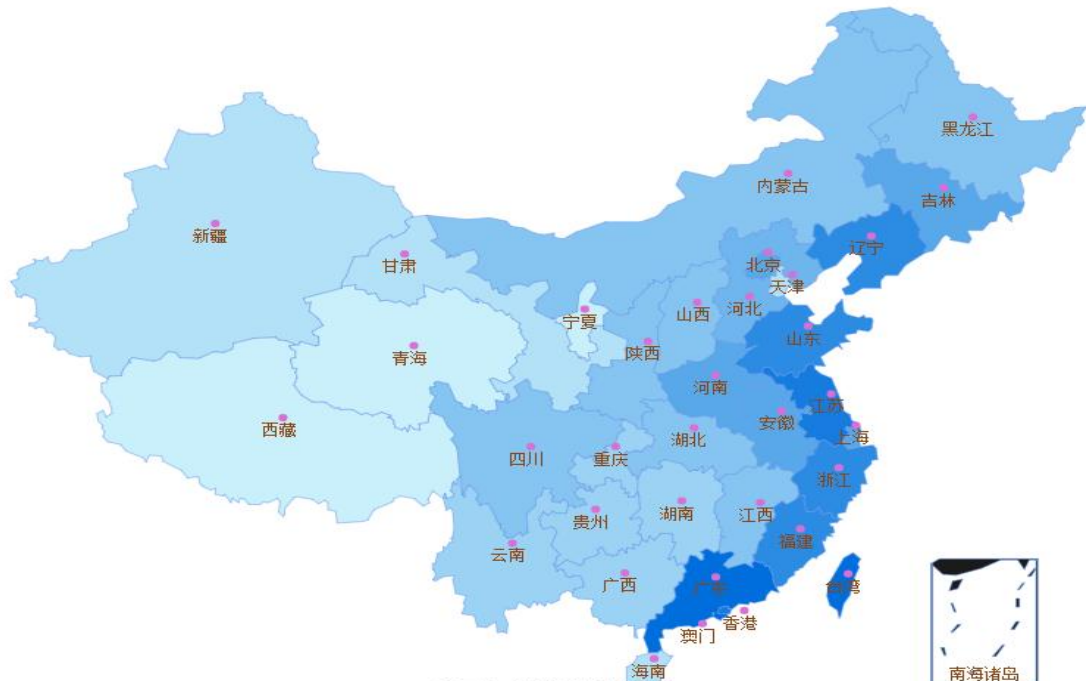 黑龙江
内蒙古
吉林
新疆
辽宁
甘肃
北京
天津
宁夏
山西
河北
山东
青海
陕西
河南
西藏
江苏
安徽
上海
湖北
四川
重庆
浙江
贵州
湖南
江西
福建
云南
广西
广东
台湾
香港
澳门
海南
南海诸岛